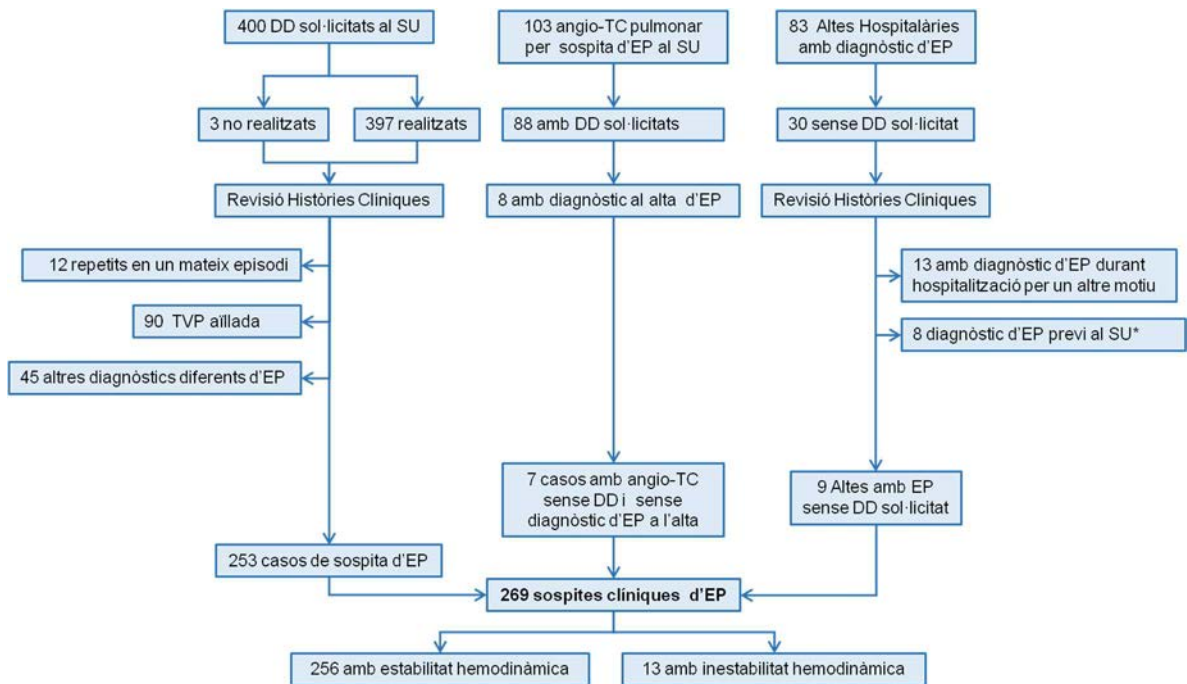 400 DD sol·licitats al SU
3 no realitzats
397 realitzats
Revisió Històries Clíniques
12 repetits en un mateix episodi
90 TVP aïllada
45 altres diagnòstics diferents d'EP
253 casos de sospita d'EP
103 angio-TC pulmonar
per sospita d'EP al SU
88 amb DD sol·licitats
8 amb diagnòstic al alta d'EP
7 casos amb angio-TC
sense DD i sense
diagnòstic d'EP a l'alta
83 Altes Hospitalàries
amb diagnòstic d'EP
30 sense DD sol·licitat
Revisió Històries Clíniques
13 amb diagnòstic d'EP durant
hospitalització per un altre motiu
8 diagnòstic d'EP previ al SU*
9 Altes amb EP
sense DD sol·licitat
269 sospites clíniques d'EP
256 amb estabilitat hemodinàmica
13 amb inestabilitat hemodinàmica